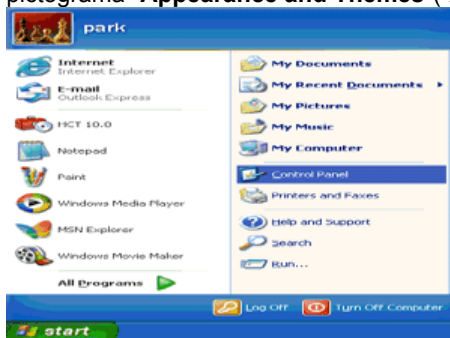 pictograma "Appearance and Themes" (
park
Internet
Internet Explorer
E-mail
Outlook Express
HCT 10.0
Notepad
Paint
Windows Media Player
MSN Explorer
Windows Movie Maker
All Programs
My Documents
My Recent Documents
My Pictures
My Music
My Computer
Control Panel
Printers and Faxes
Help and Support
Search
Run...
Log Off Turn Off Computer
start